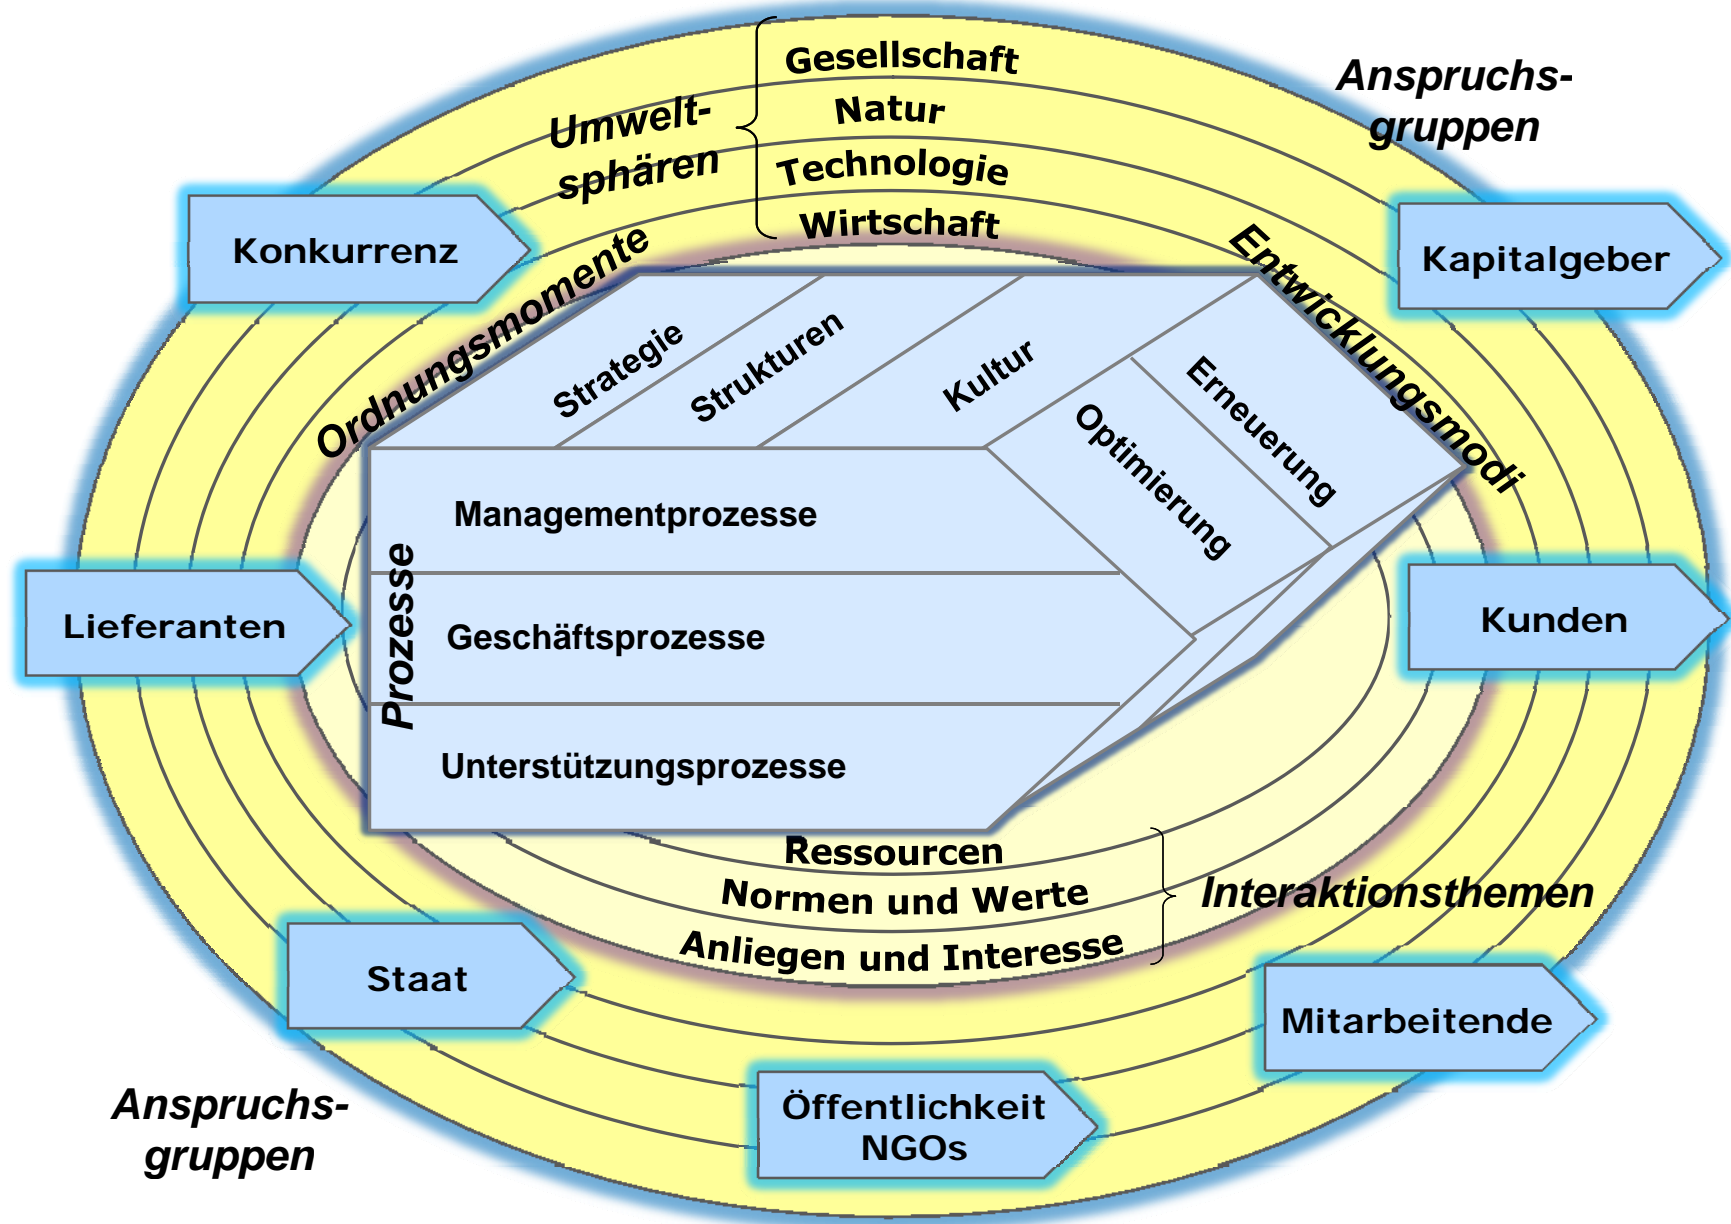 Gesellschaft
Anspruchs-
gruppen
Umwelt-
sphären
Natur
Technologie
Wirtschaft
Konkurrenz
Kapitalgeber
Ordnungsmomente
Entwicklungsmodi
Strategie
Strukturen
Kultur
Erneuerung
Optimierung
Managementprozesse
Prozesse
Lieferanten
Geschäftsprozesse
Kunden
Unterstützungsprozesse
Ressourcen
Normen und Werte
Interaktionsthemen
Anliegen und Interesse
Staat
Mitarbeitende
Anspruchs-
gruppen
Öffentlichkeit
NGOs